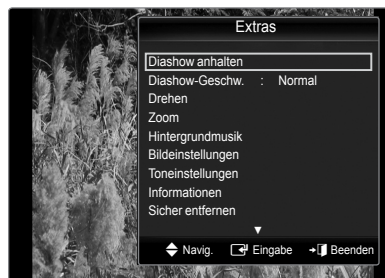 Extras
Diashow anhalten
Diashow-Geschw. : Normal
Drehen
Zoom
Hintergrundmusik
Bildeinstellungen
Toneinstellungen
Informationen
Sicher entfernen
Navig. Eingabe Beenden